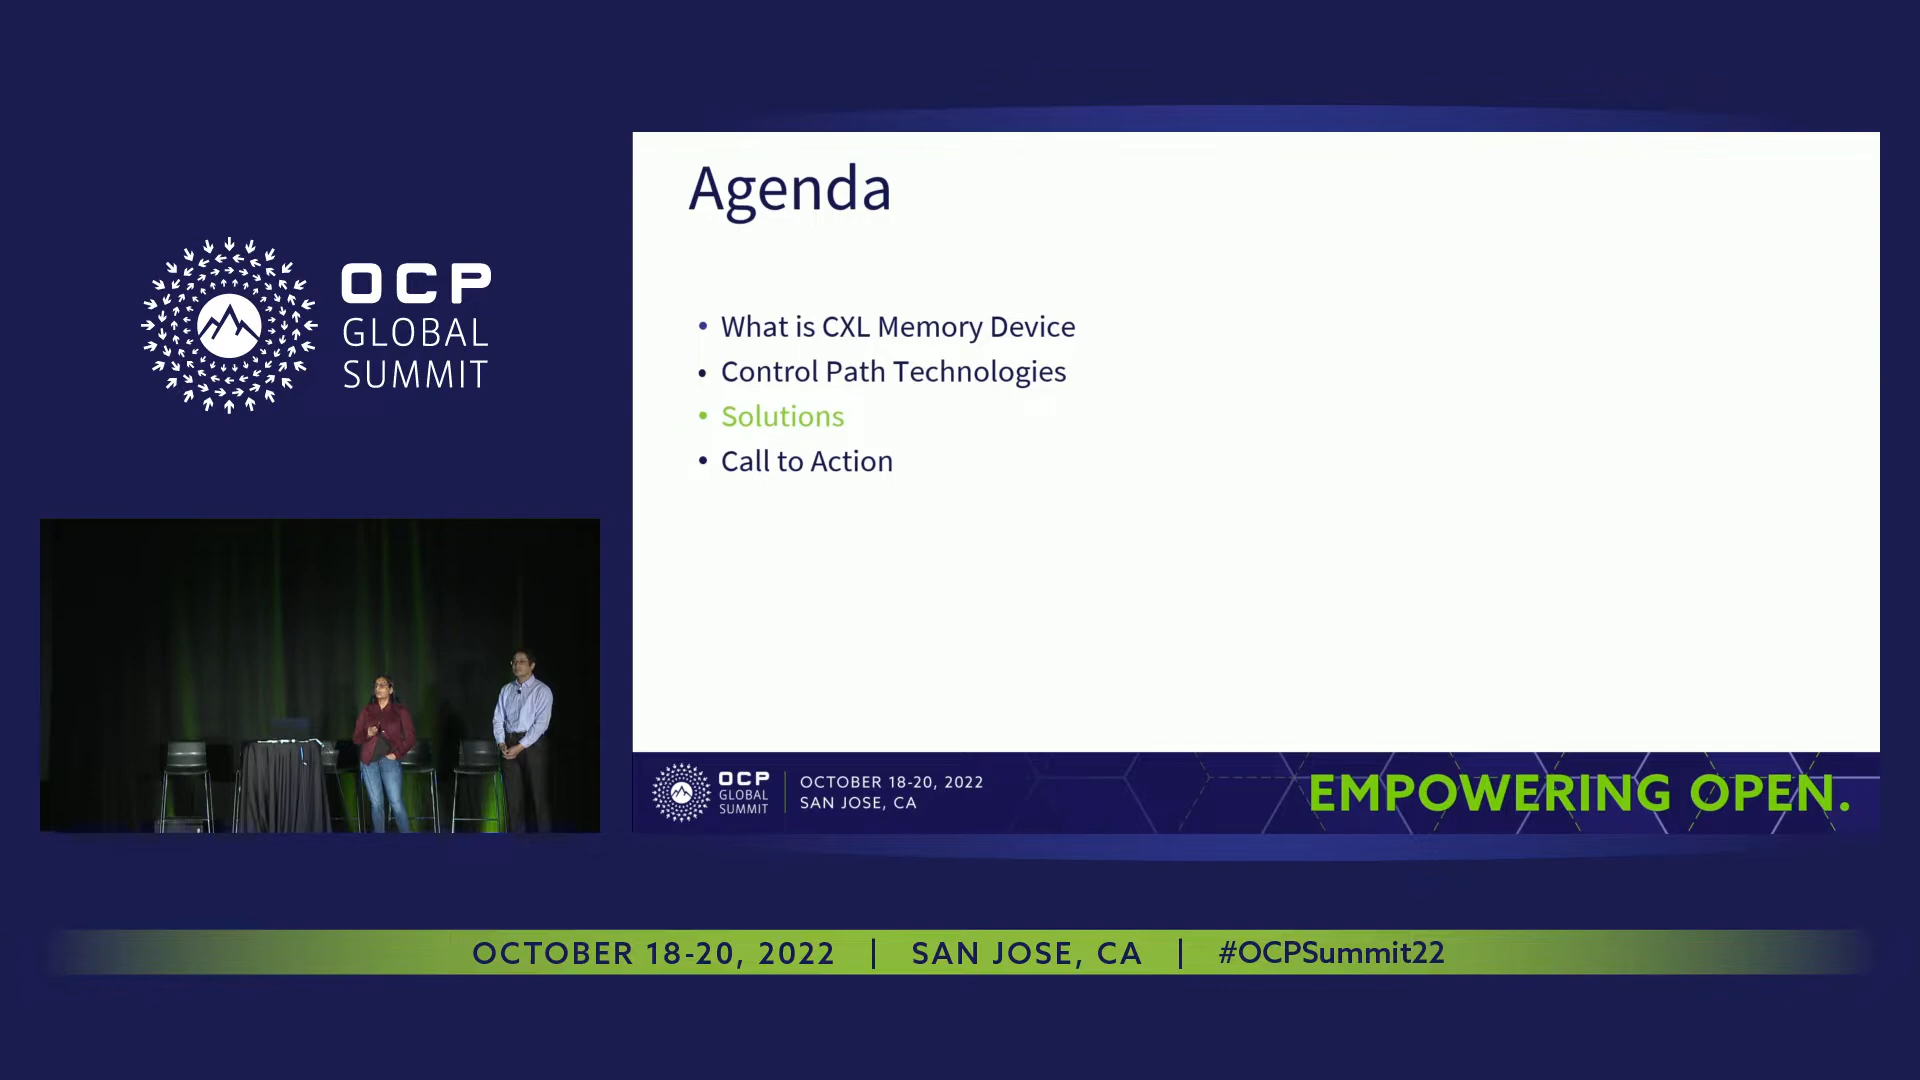 OCP
GLOBAL
SUMMIT
Agenda
• What is CXL Memory Device
• Control Path Technologies
• Solutions
• Call to Action
OCP
GLOBAL
SUMMIT
OCTOBER 18-20, 2022
SAN JOSE, CA
EMPOWERING OPEN.
OCTOBER 18-20, 2022 | SAN JOSE, CA | #OCPSummit22